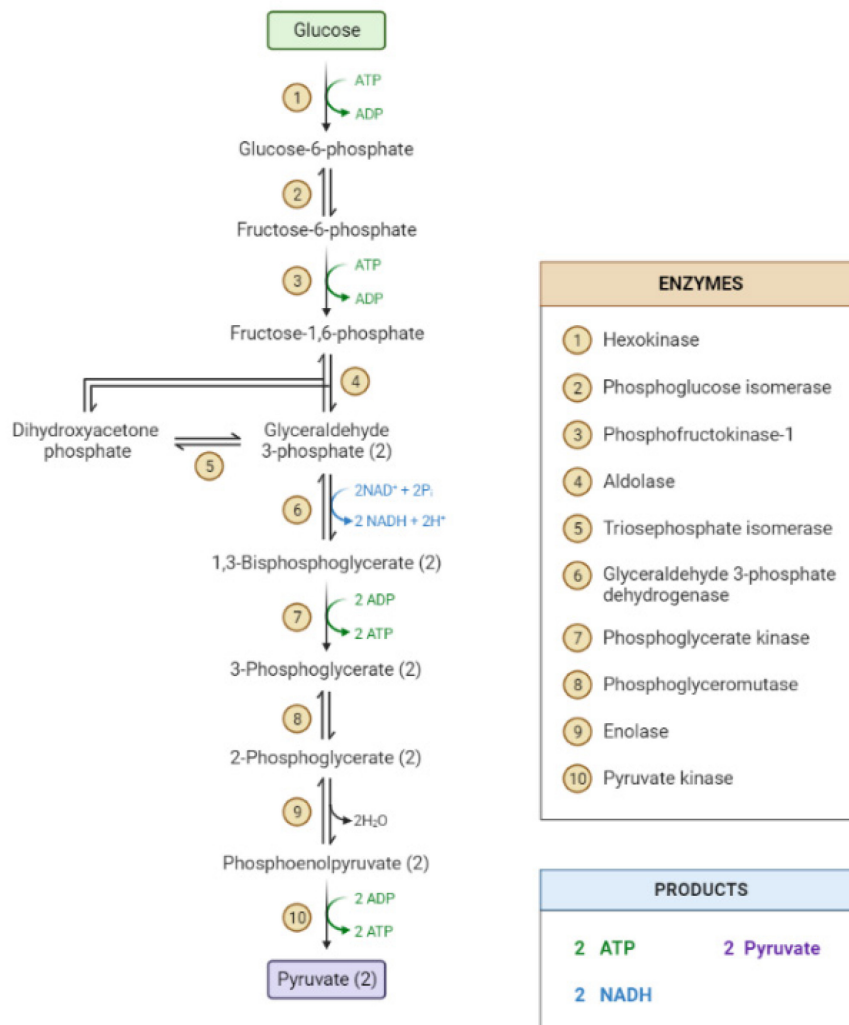 Glucose
1
ATP
ADP
Glucose-6-phosphate
2
Fructose-6-phosphate
3
ATP
ADP
Fructose-1,6-phosphate
4
Dihydroxyacetone
phosphate
5
Glyceraldehyde
3-phosphate (2)
6
2NAD⁺ + 2Pᵢ
2 NADH + 2H⁺
1,3-Bisphosphoglycerate (2)
7
2 ADP
2 ATP
3-Phosphoglycerate (2)
8
2-Phosphoglycerate (2)
9
2H₂O
Phosphoenolpyruvate (2)
10
2 ADP
2 ATP
Pyruvate (2)
ENZYMES
1 Hexokinase
2 Phosphoglucose isomerase
3 Phosphofructokinase-1
4 Aldolase
5 Triosephosphate isomerase
6 Glyceraldehyde 3-phosphate
dehydrogenase
7 Phosphoglycerate kinase
8 Phosphoglyceromutase
9 Enolase
10 Pyruvate kinase
PRODUCTS
2 ATP 2 Pyruvate
2 NADH